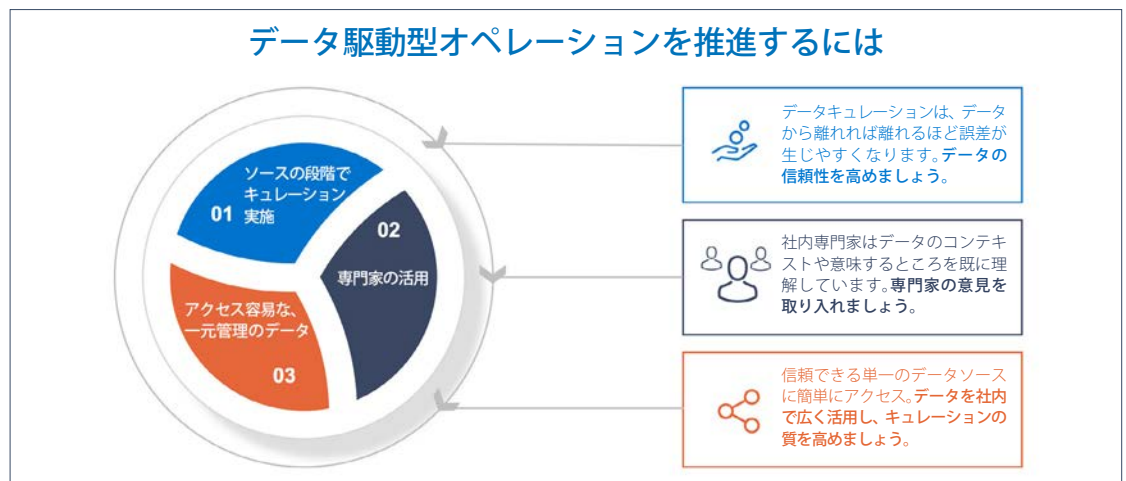 データ駆動型オペレーションを推進するには
ソースの段階で
キュレーション
01 実施
02
専門家の活用
アクセス容易な、
一元管理のデータ
03
データキュレーションは、データ
から離れれば離れるほど誤差が
生じやすくなります。データの
信頼性を高めましょう。
社内専門家はデータのコンテキ
ストや意味するところを既に理
解しています。専門家の意見を
取り入れましょう。
信頼できる単一のデータソース
に簡単にアクセス。データを社内
で広く活用し、キュレーションの
質を高めましょう。